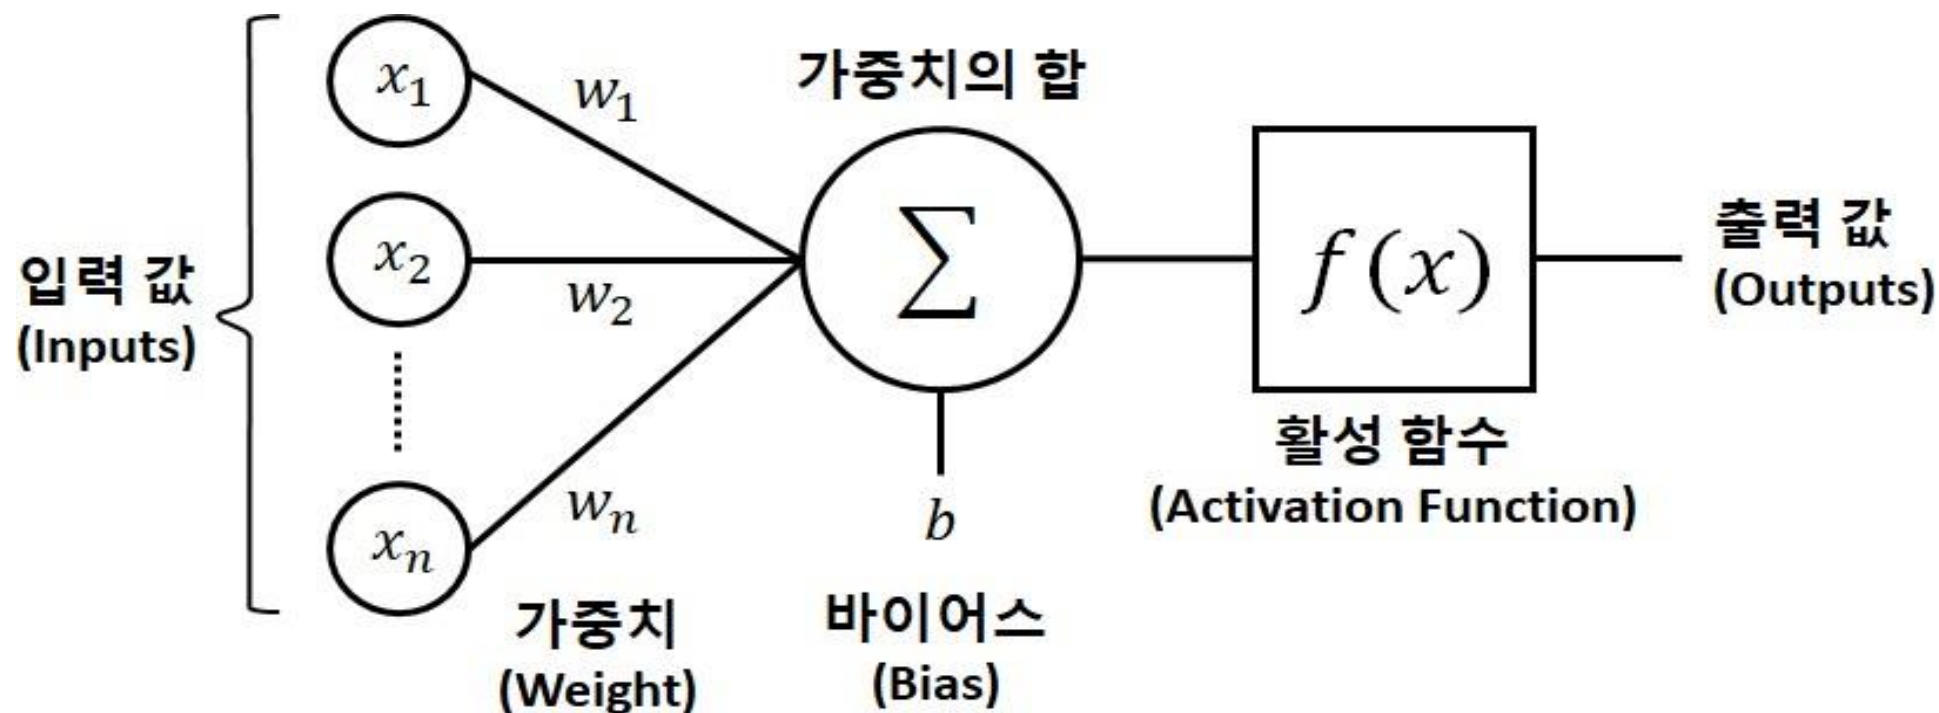 입력 값
(Inputs)
x₁
x₂
xₙ
w₁
w₂
wₙ
가중치
(Weight)
가중치의 합
∑
b
바이어스
(Bias)
f(x)
활성 함수
(Activation Function)
출력 값
(Outputs)